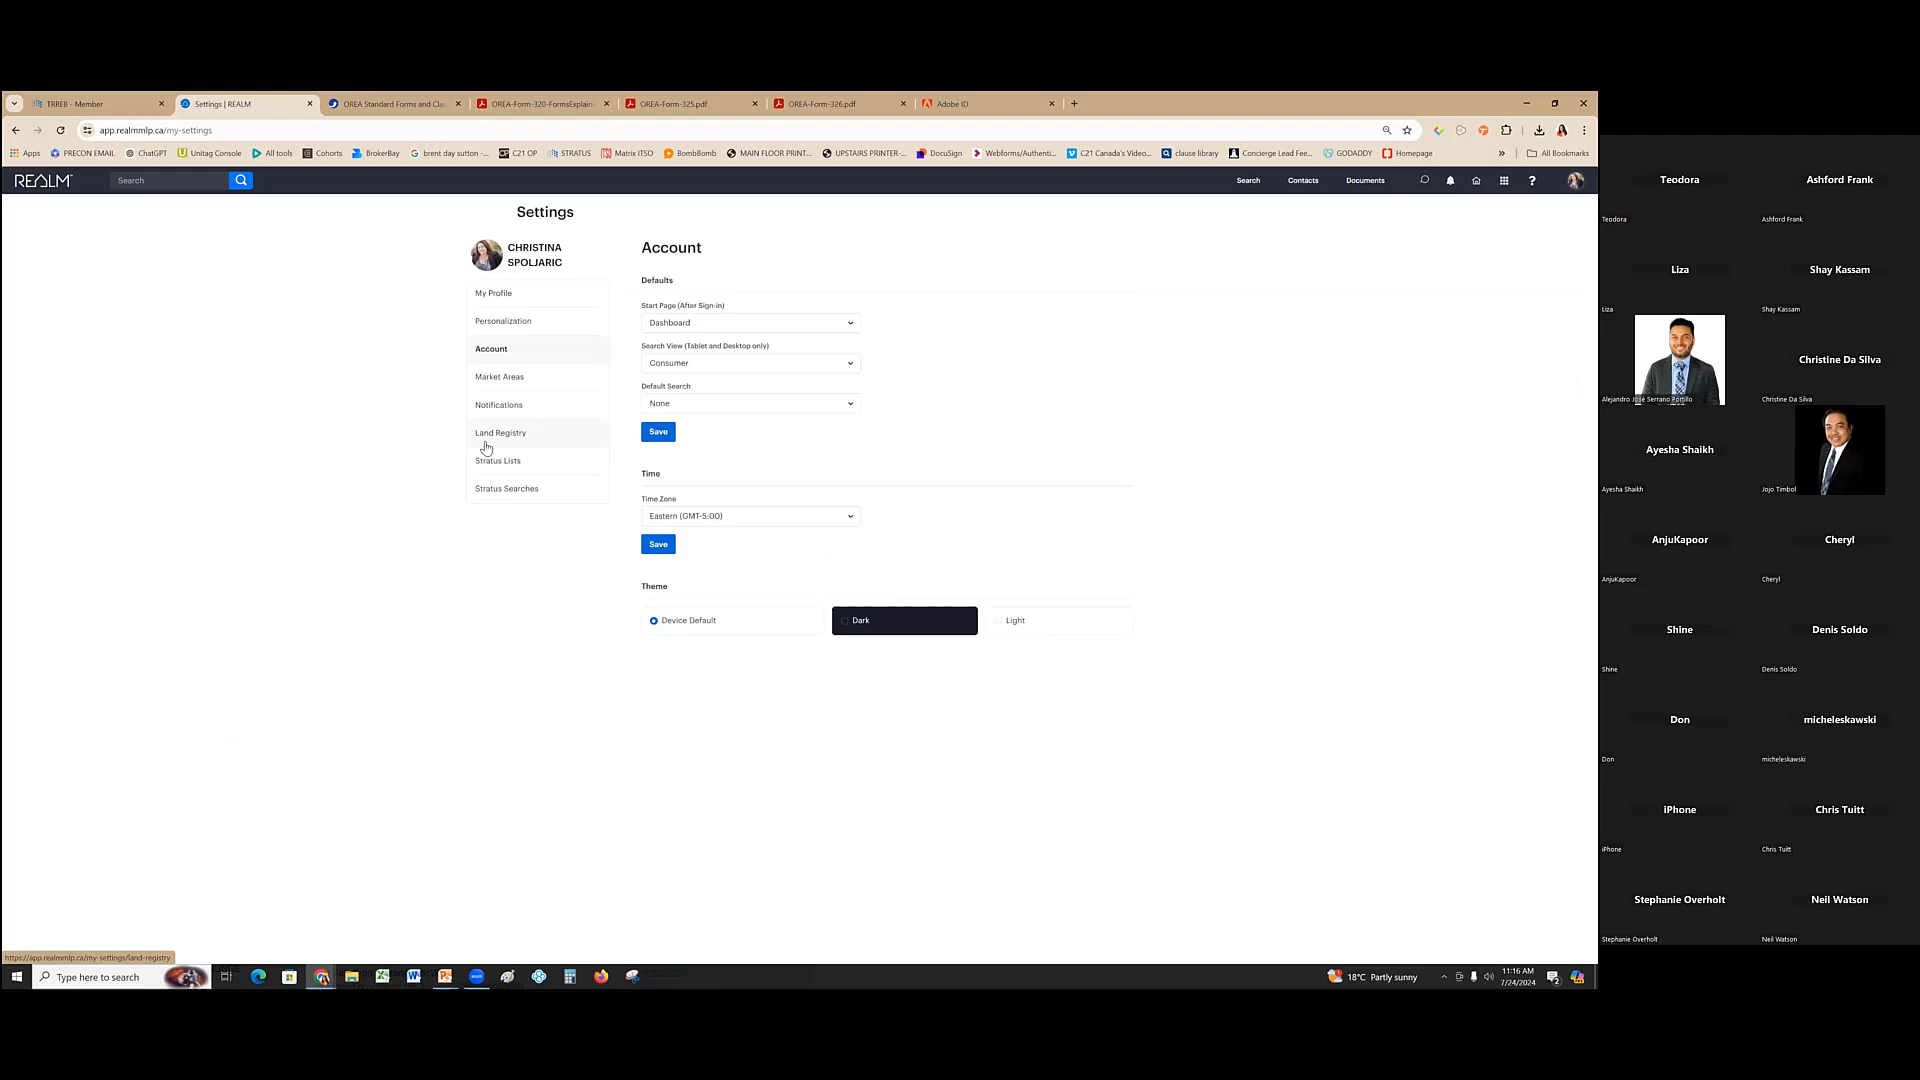 TRREB - Member
Settings | REALM
OREA Standard Forms and Cla
OREA-Form-320-FormsExplain
OREA-Form-325.pdf
OREA-Form-326.pdf
Adobe ID
app.realmmlp.ca/my-settings
Apps
PRECON EMAIL
ChatGPT
Unitag Console
All tools
Cohorts
BrokerBay
brent day sutton -...
C21 OP
STRATUS
Matrix ITSO
BombBomb
MAIN FLOOR PRINT...
UPSTAIRS PRINTER-...
DocuSign
Webforms/Authenti...
C21 Canada's Video...
clause library
Concierge Lead Fee...
GODADDY
Homepage
All Bookmarks
REALM
Search
Search
Contacts
Documents
Settings
CHRISTINA
SPOLJARIC
My Profile
Personalization
Account
Market Areas
Notifications
Land Registry
Stratus Lists
Stratus Searches
Account
Defaults
Start Page (After Sign-in)
Dashboard
Search View (Tablet and Desktop only)
Consumer
Default Search
None
Save
Time
Time Zone
Eastern (GMT-5:00)
Save
Theme
Device Default
Dark
Light
https://app.realmmlp.ca/my-settings/land-registry
Type here to search
18°C Partly sunny
11:16 AM
7/24/2024
Teodora
Teodora
Ashford Frank
Ashford Frank
Liza
Liza
Shay Kassam
Shay Kassam
Alejandro José Serrano Portillo
Christine Da Silva
Christine Da Silva
Ayesha Shaikh
Ayesha Shaikh
Jojo Timbol
AnjuKapoor
AnjuKapoor
Cheryl
Cheryl
Shine
Shine
Denis Soldo
Denis Soldo
Don
Don
micheleskawski
micheleskawski
iPhone
iPhone
Chris Tuitt
Chris Tuitt
Stephanie Overholt
Stephanie Overholt
Neil Watson
Neil Watson